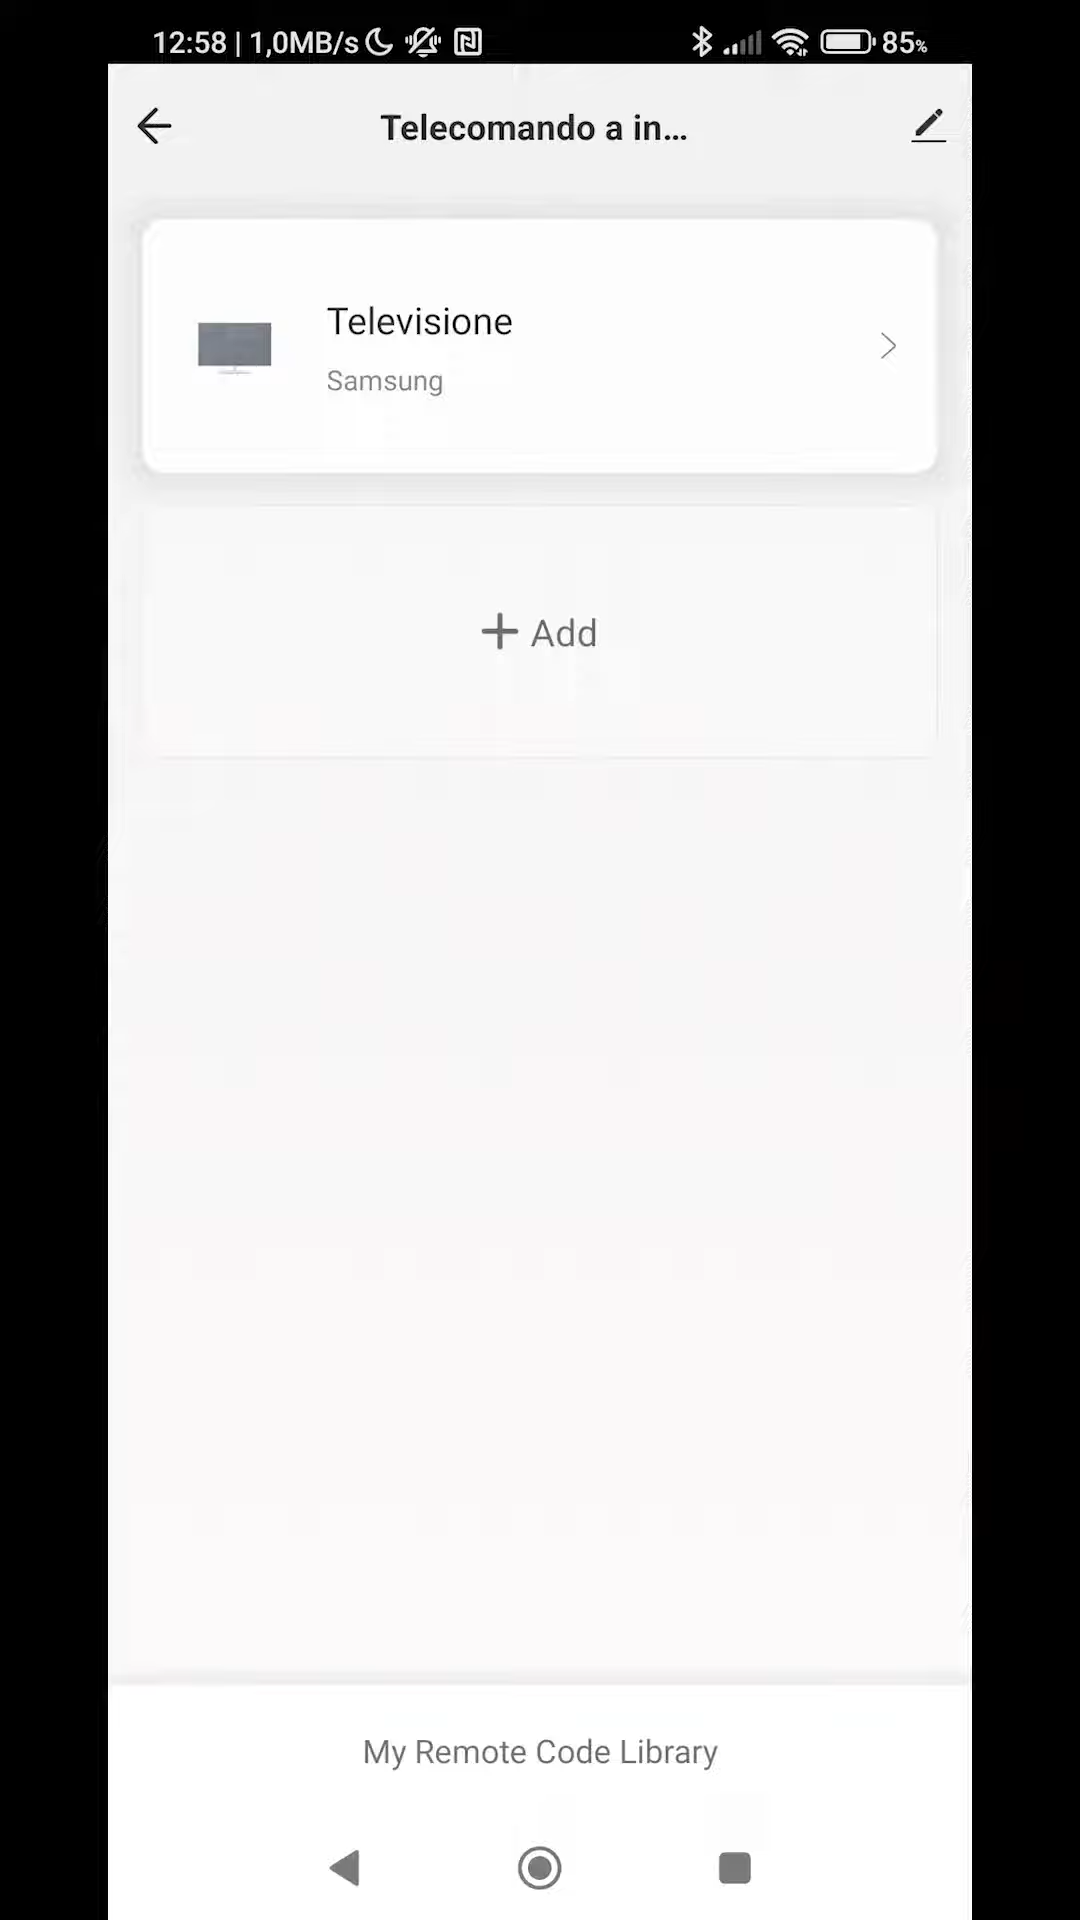 12:58 | 1,0MB/s 85%
Telecomando a in...
Televisione
Samsung
+ Add
My Remote Code Library